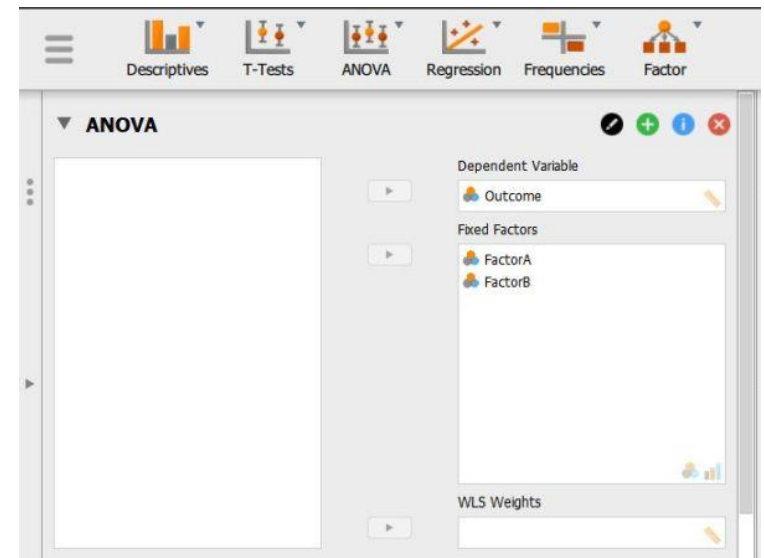 Descriptives T-Tests ANOVA Regression Frequencies Factor
ANOVA
Dependent Variable
Outcome
Fixed Factors
FactorA
FactorB
WLS Weights